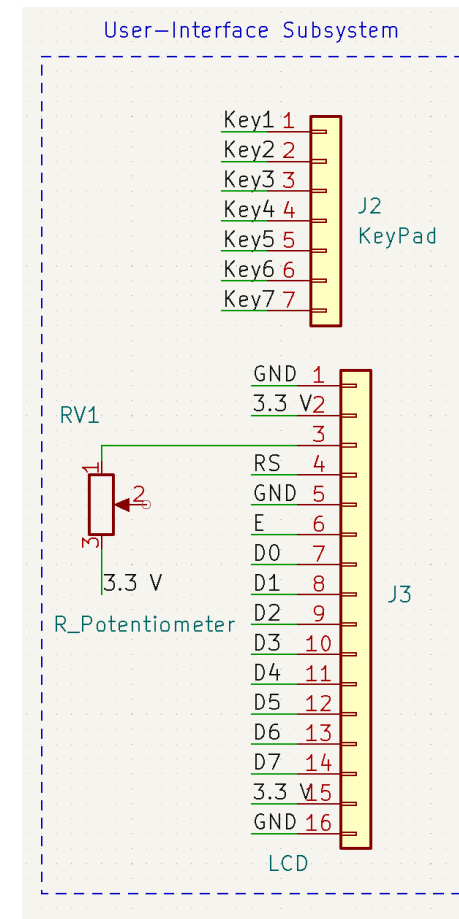 User-Interface Subsystem
Key1 1
Key2 2
Key3 3
Key4 4
Key5 5
Key6 6
Key7 7
J2
KeyPad
GND 1
3.3 V 2
3
RS 4
GND 5
E 6
D0 7
D1 8
D2 9
D3 10
D4 11
D5 12
D6 13
D7 14
3.3 V 15
GND 16
J3
LCD
RV1
1
2
3
3.3 V
R_Potentiometer